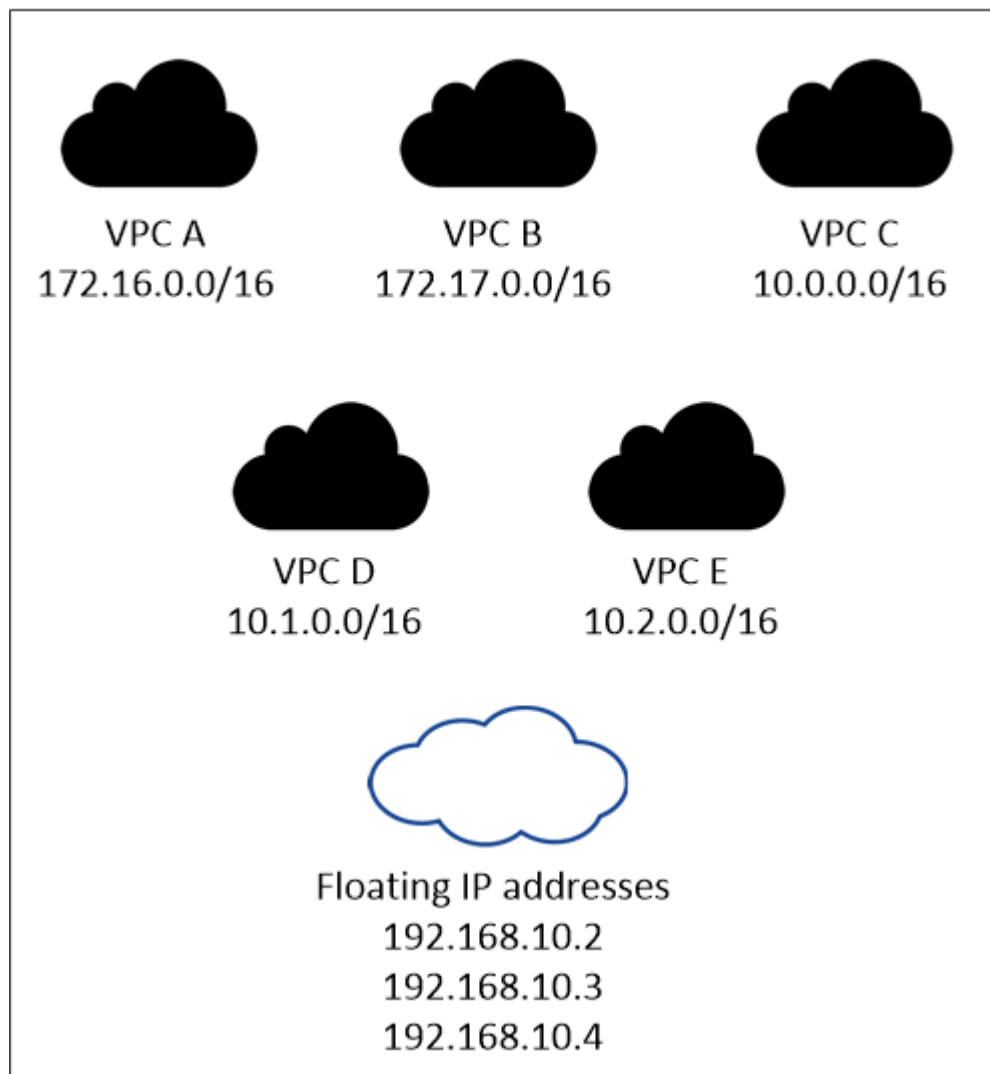 VPC A
172.16.0.0/16
VPC B
172.17.0.0/16
VPC C
10.0.0.0/16
VPC D
10.1.0.0/16
VPC E
10.2.0.0/16
Floating IP addresses
192.168.10.2
192.168.10.3
192.168.10.4